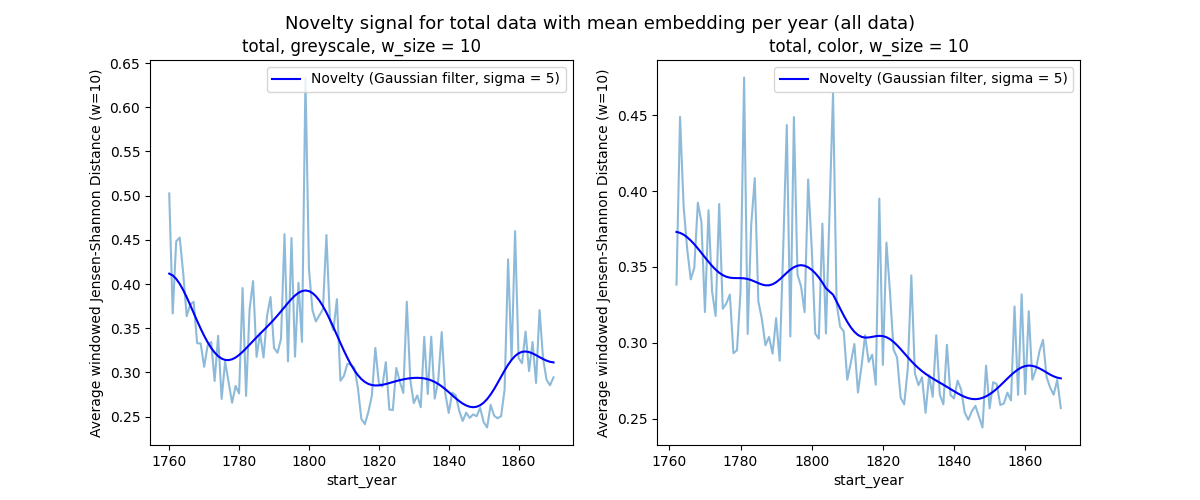 Novelty signal for total data with mean embedding per year (all data)
total, greyscale, w_size = 10
Novelty (Gaussian filter, sigma = 5)
Average windowed Jensen-Shannon Distance (w=10)
0.65
0.60
0.55
0.50
0.45
0.40
0.35
0.30
0.25
1760 1780 1800 1820 1840 1860
start_year
total, color, w_size = 10
Novelty (Gaussian filter, sigma = 5)
Average windowed Jensen-Shannon Distance (w=10)
0.45
0.40
0.35
0.30
0.25
1760 1780 1800 1820 1840 1860
start_year